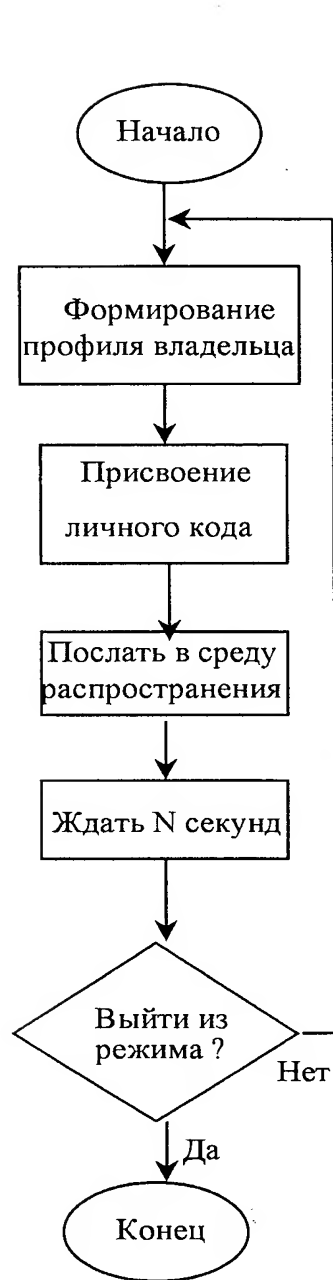 Начало
Формирование
профиля владельца
Присвоение
личного кода
Послать в среду
распространения
Ждать N секунд
Выйти из
режима ?
Нет
Да
Конец